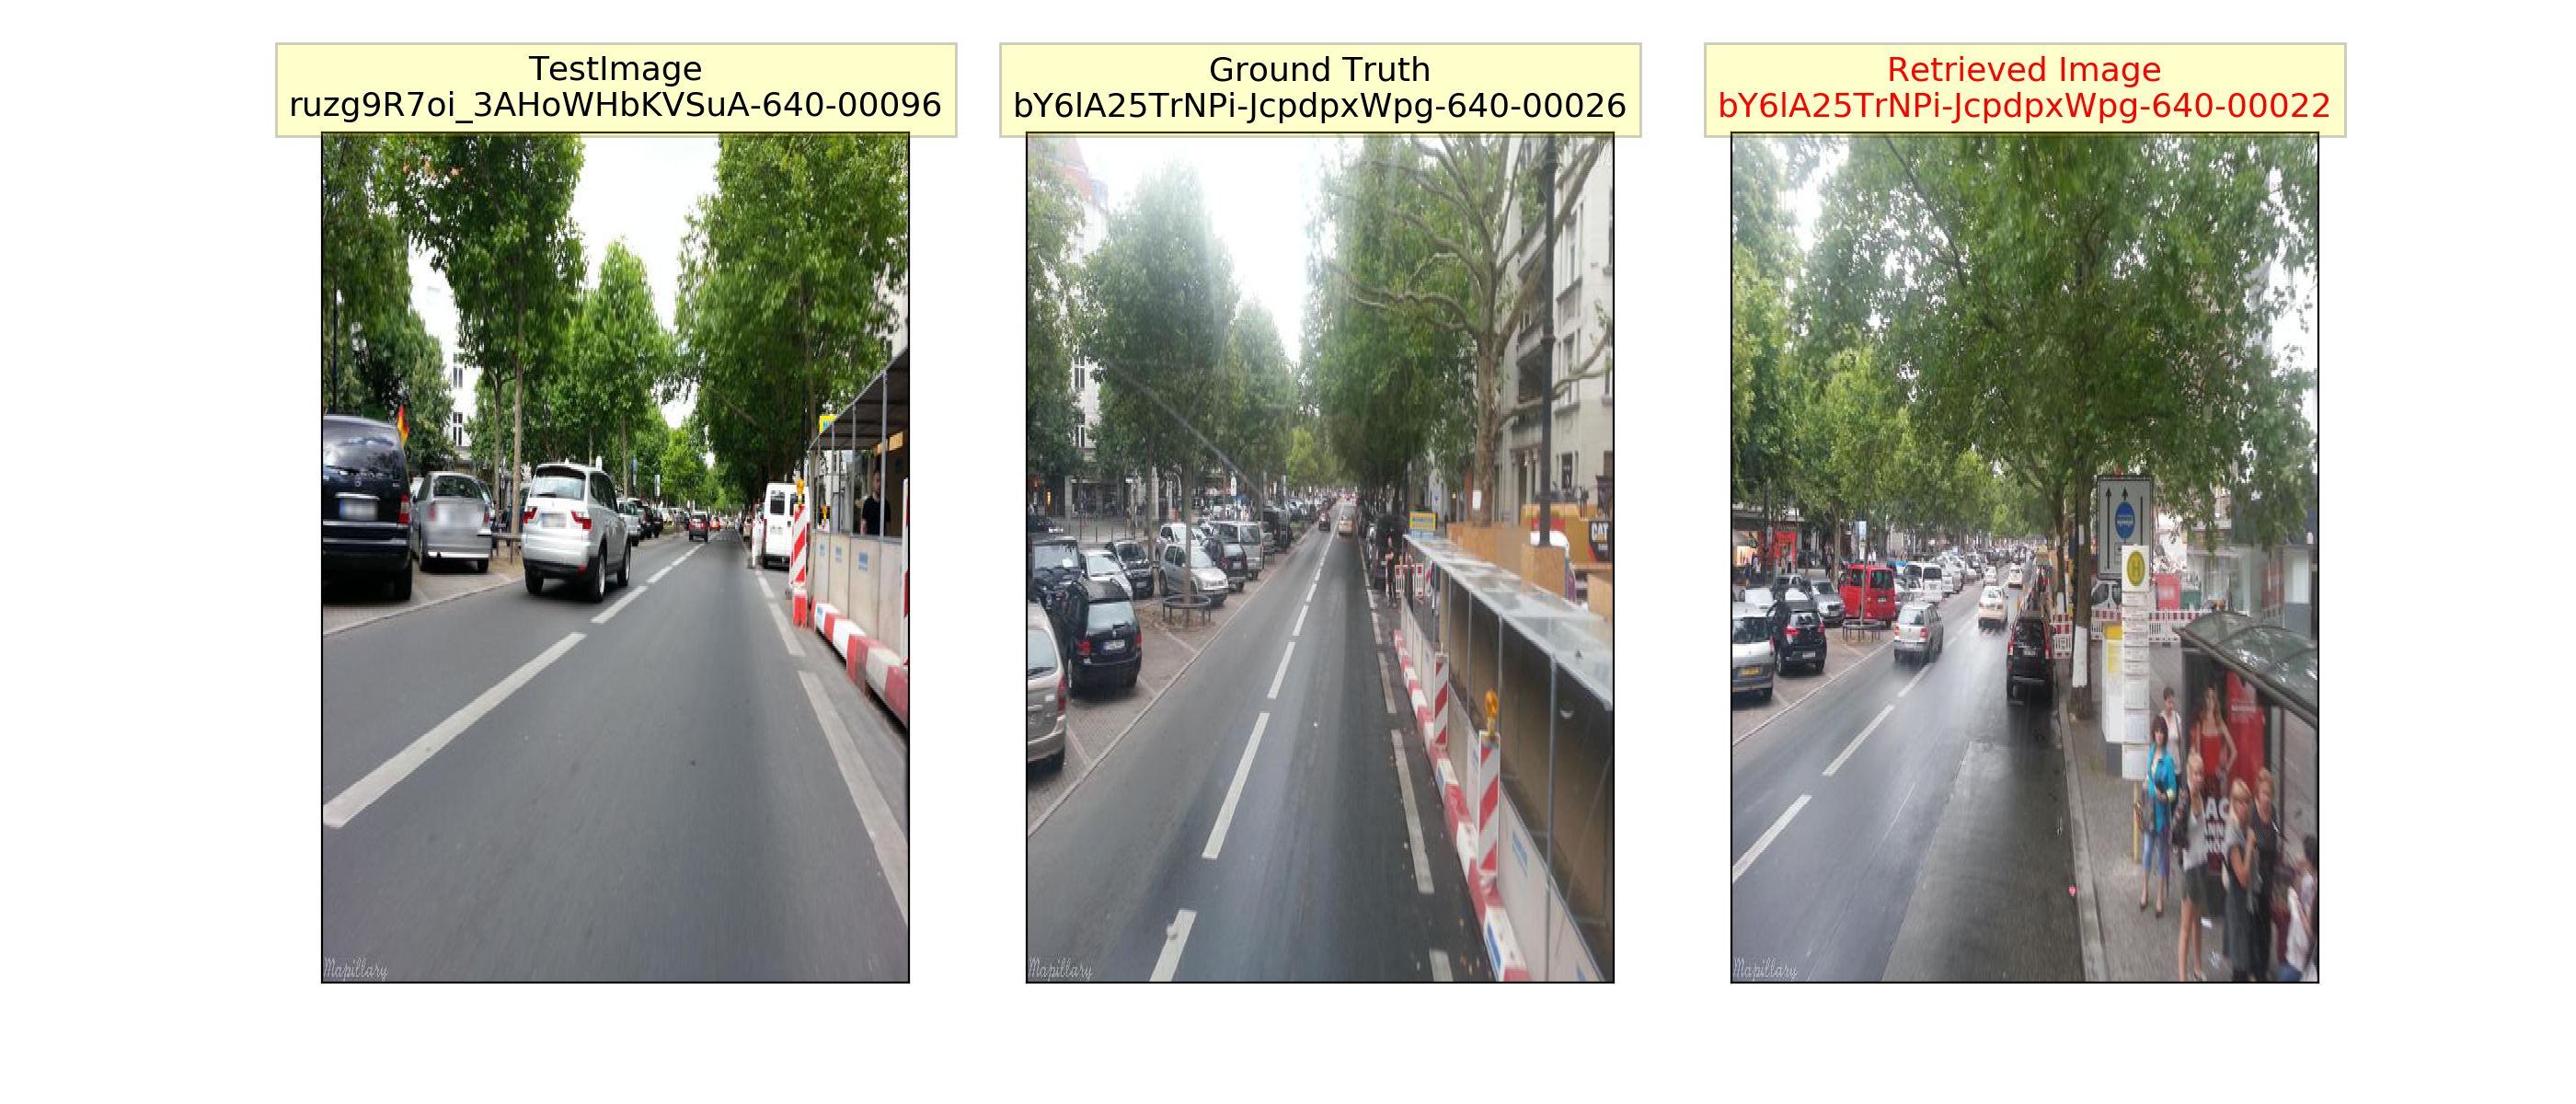 TestImage
ruzg9R7oi_3AHoWHbKVSuA-640-00096
Ground Truth
bY6lA25TrNPi-JcpdpxWpg-640-00026
Retrieved Image
bY6lA25TrNPi-JcpdpxWpg-640-00022
CAT
H
Mapillary
Mapillary
Mapillary